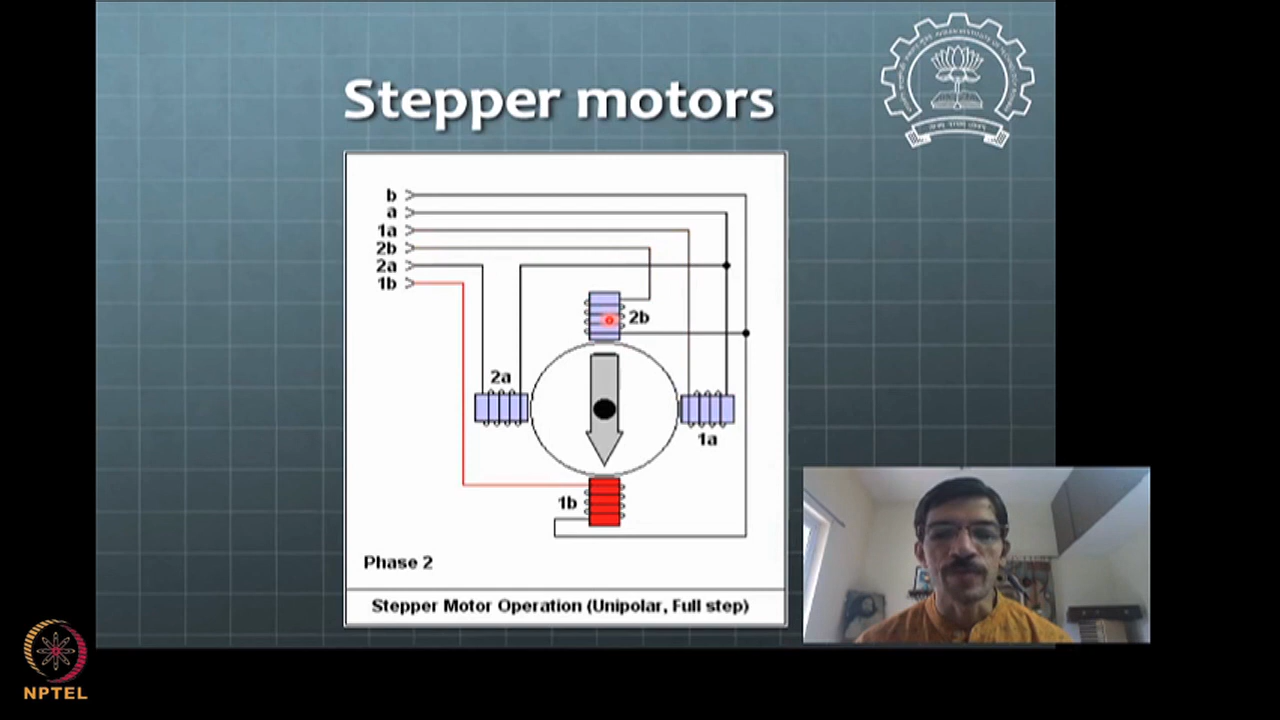 Stepper motors
b
a
1a
2b
2a
1b
2b
2a
1a
1b
Phase 2
Stepper Motor Operation (Unipolar, Full step)
NPTEL